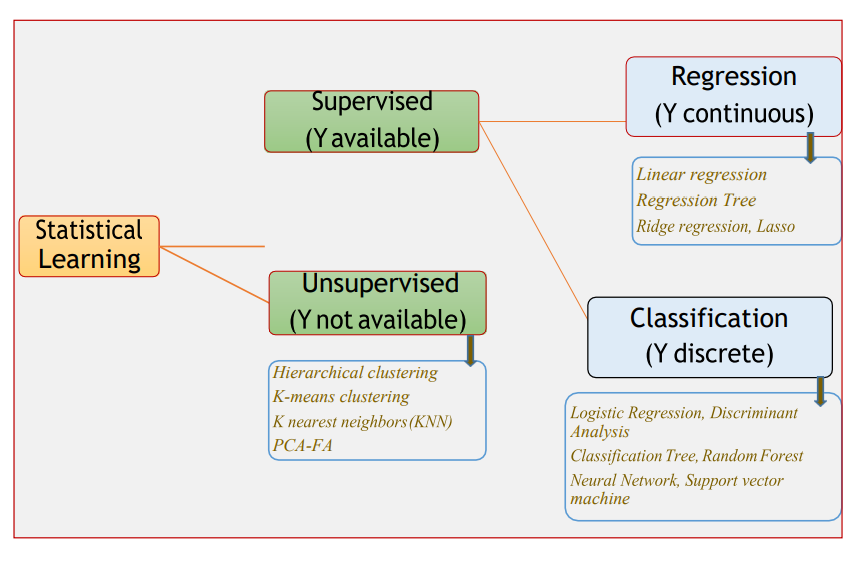 Statistical
Learning
Supervised
(Y available)
Unsupervised
(Y not available)
Hierarchical clustering
K-means clustering
K nearest neighbors (KNN)
PCA-FA
Regression
(Y continuous)
Linear regression
Regression Tree
Ridge regression, Lasso
Classification
(Y discrete)
Logistic Regression, Discriminant
Analysis
Classification Tree, Random Forest
Neural Network, Support vector
machine